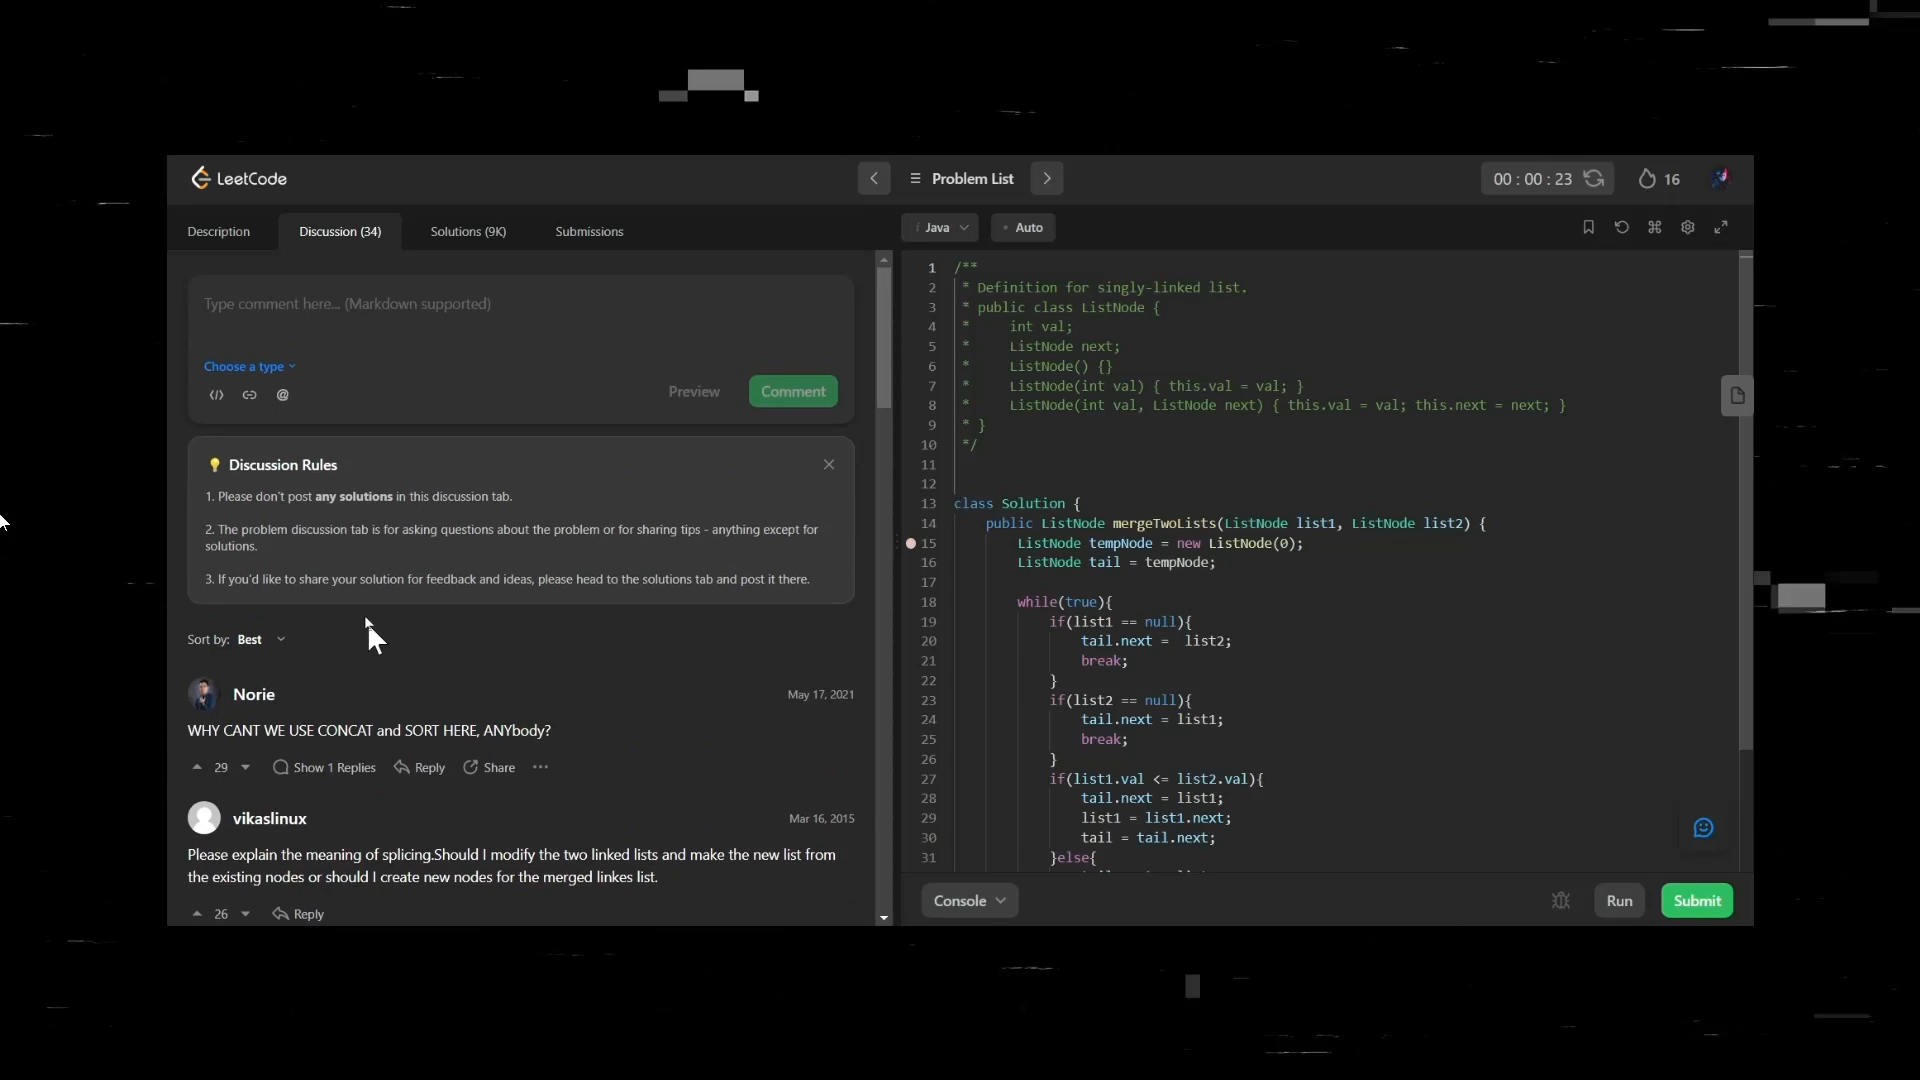 LeetCode
Problem List
00 : 00 : 23
16
Description
Discussion (34)
Solutions (9K)
Submissions
Type comment here... (Markdown supported)
Choose a type
</>
@
Preview
Comment
💡 Discussion Rules
1. Please don't post any solutions in this discussion tab.
2. The problem discussion tab is for asking questions about the problem or for sharing tips - anything except for
solutions.
3. If you'd like to share your solution for feedback and ideas, please head to the solutions tab and post it there.
Sort by: Best
Norie
May 17, 2021
WHY CANT WE USE CONCAT and SORT HERE, ANYbody?
29
Show 1 Replies
Reply
Share
vikaslinux
Mar 16, 2015
Please explain the meaning of splicing.Should I modify the two linked lists and make the new list from
the existing nodes or should I create new nodes for the merged linkes list.
26
Reply
i Java
Auto
1 /**
2 * Definition for singly-linked list.
3 * public class ListNode {
4 *     int val;
5 *     ListNode next;
6 *     ListNode() {}
7 *     ListNode(int val) { this.val = val; }
8 *     ListNode(int val, ListNode next) { this.val = val; this.next = next; }
9 * }
10 */
11
12
13 class Solution {
14     public ListNode mergeTwoLists(ListNode list1, ListNode list2) {
15         ListNode tempNode = new ListNode(0);
16         ListNode tail = tempNode;
17
18         while(true){
19             if(list1 == null){
20                 tail.next =  list2;
21                 break;
22             }
23             if(list2 == null){
24                 tail.next = list1;
25                 break;
26             }
27             if(list1.val <= list2.val){
28                 tail.next = list1;
29                 list1 = list1.next;
30                 tail = tail.next;
31             }else{
Console
Run
Submit